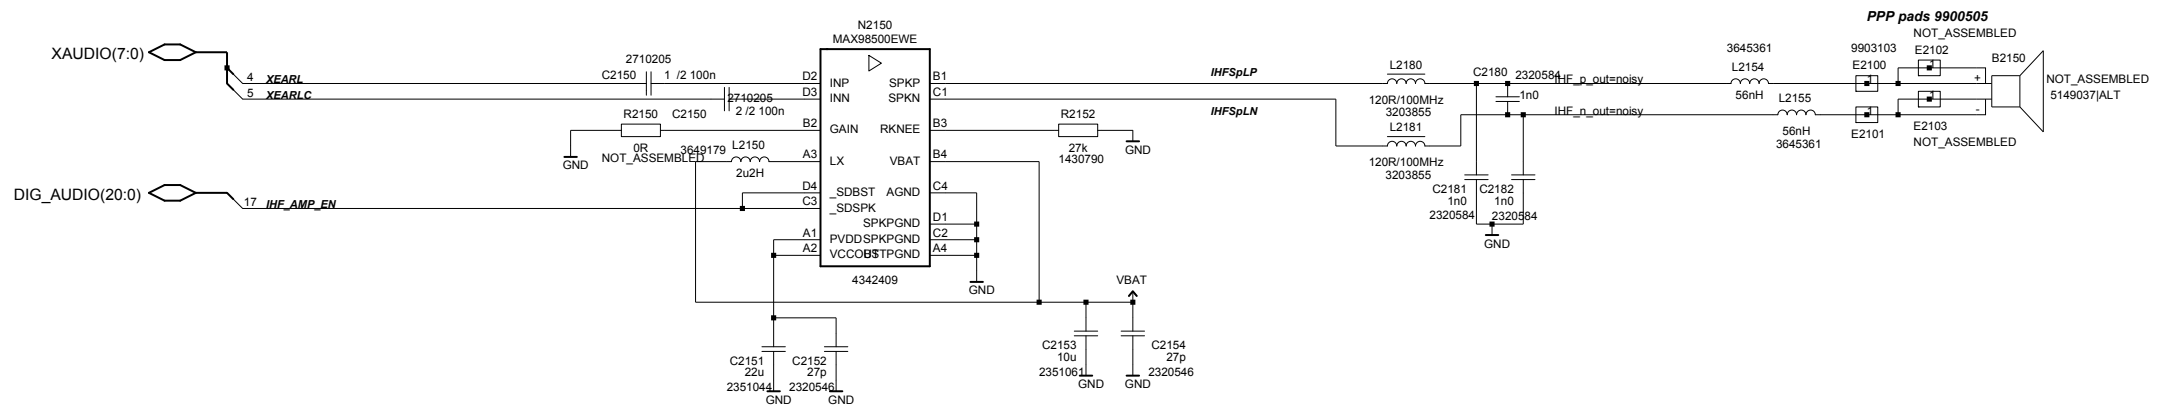 PPP pads 9900505
NOT_ASSEMBLED
N2150
MAX98500EWE
XAUDIO(7:0)
2710205
C2150
1 /2 100n
4 XEARL
5 XEARLC
2710205
2 /2 100n
R2150
C2150
0R
NOT_ASSEMBLED
GND
3649179
L2150
2u2H
DIG_AUDIO(20:0)
17 IHF_AMP_EN
D2 INP
D3 INN
B2 GAIN
A3 LX
D4 _SDBST
C3 _SDSPK
A1 PVDD
A2 VCCOUT
SPKP B1
SPKN C1
RKNEE B3
VBAT B4
AGND C4
SPKPGND D1
SPKPGND C2
BSTPGND A4
4342409
GND
R2152
27k
1430790
GND
VBAT
C2151
22u
2351044
GND
C2152
27p
2320546
GND
C2153
10u
2351061
GND
C2154
27p
2320546
GND
IHFSpLP
IHFSpLN
L2180
120R/100MHz
3203855
L2181
120R/100MHz
3203855
C2180
2320584
1n0
IHF_p_out=noisy
IHF_n_out=noisy
C2181
1n0
2320584
C2182
1n0
2320584
GND
3645361
L2154
56nH
L2155
56nH
3645361
9903103
E2100
1
E2101
1
E2102
1
E2103
1
NOT_ASSEMBLED
B2150
+
-
NOT_ASSEMBLED
5149037|ALT